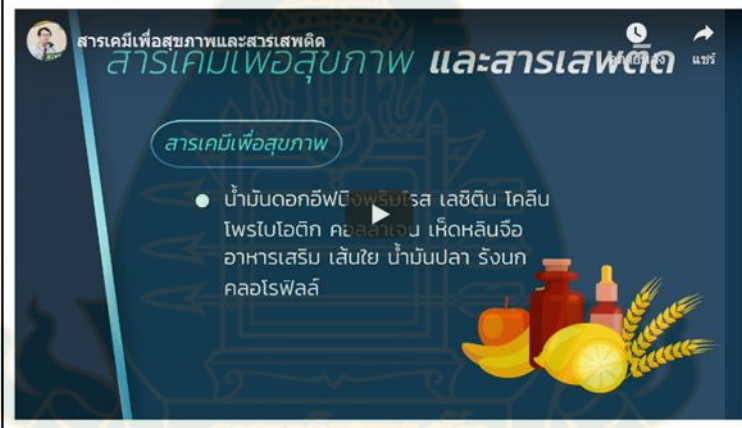 สารเคมีเพื่อสุขภาพและสารเสพติด
สารเคมีเพื่อสุขภาพ และสารเสพติด
แชร์
สารเคมีเพื่อสุขภาพ
น้ำมันดอกอีฟนิ่งพริมโรส เลซิติน โคลีน
โพรไบโอติก คอลลาเจน เห็ดหลินจือ
อาหารเสริม เส้นใย น้ำมันปลา รังนก
คลอโรฟิลล์